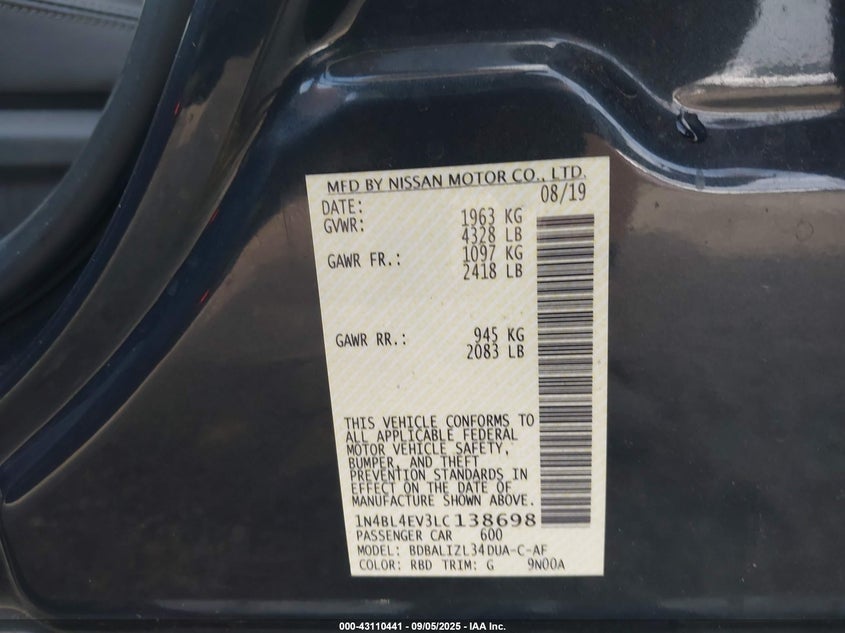 MFD BY NISSAN MOTOR CO., LTD.
DATE: 08/19
GVWR: 1963 KG
4328 LB
GAWR FR.: 1097 KG
2418 LB
GAWR RR.: 945 KG
2083 LB
THIS VEHICLE CONFORMS TO
ALL APPLICABLE FEDERAL
MOTOR VEHICLE SAFETY,
BUMPER, AND THEFT
PREVENTION STANDARDS IN
EFFECT ON THE DATE OF
MANUFACTURE SHOWN ABOVE.
1N4BL4EV3LC138698
PASSENGER CAR 600
MODEL: BDBALIZL34DUA-C-AF
COLOR: RBD TRIM: G 9N00A
000-43110441 - 09/05/2025 - IAA Inc.